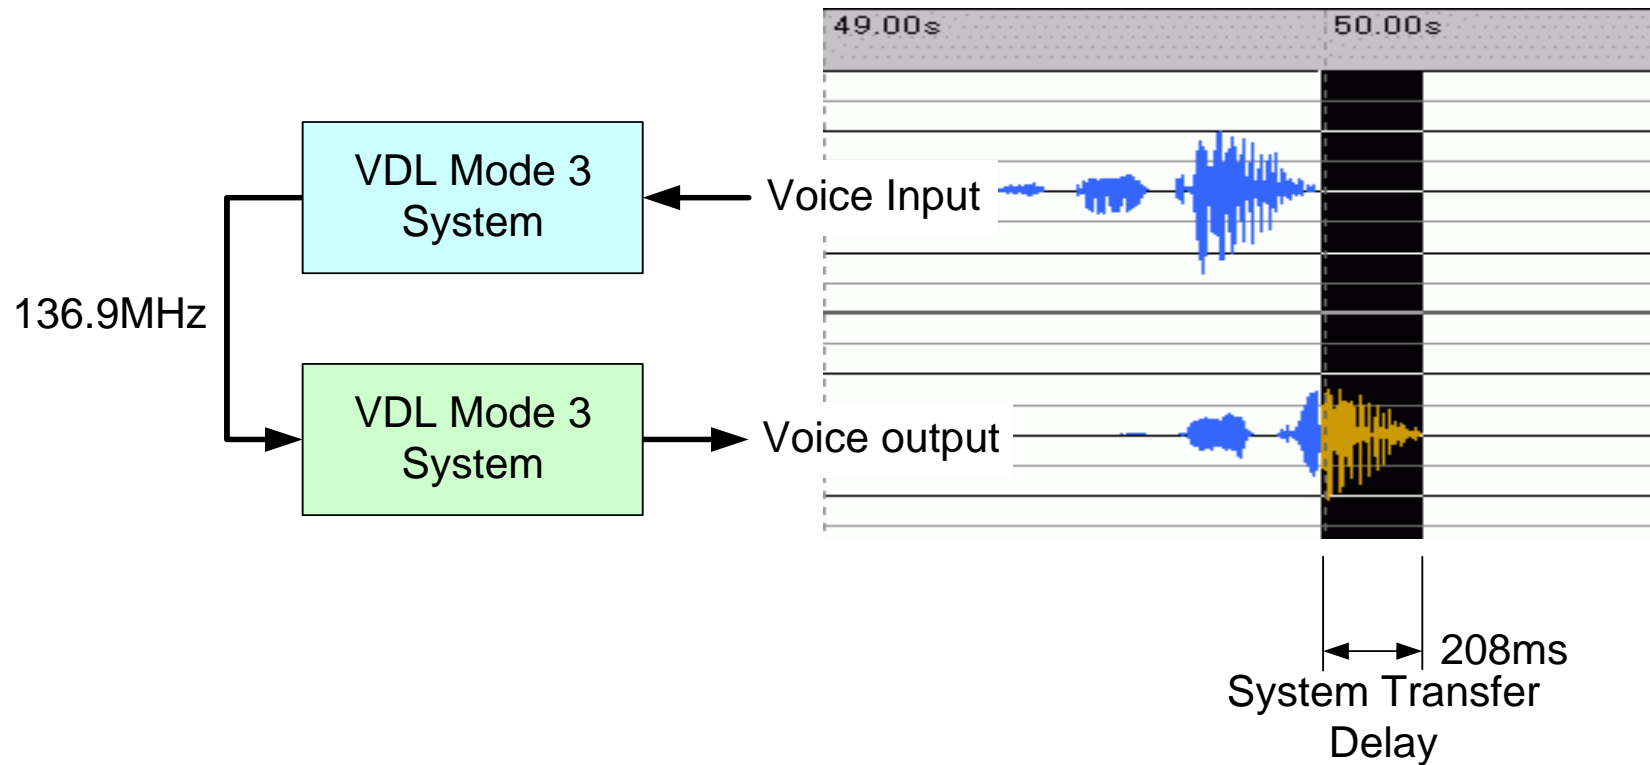 49.00s
50.00s
VDL Mode 3
System
Voice Input
136.9MHz
VDL Mode 3
System
Voice output
208ms
System Transfer
Delay